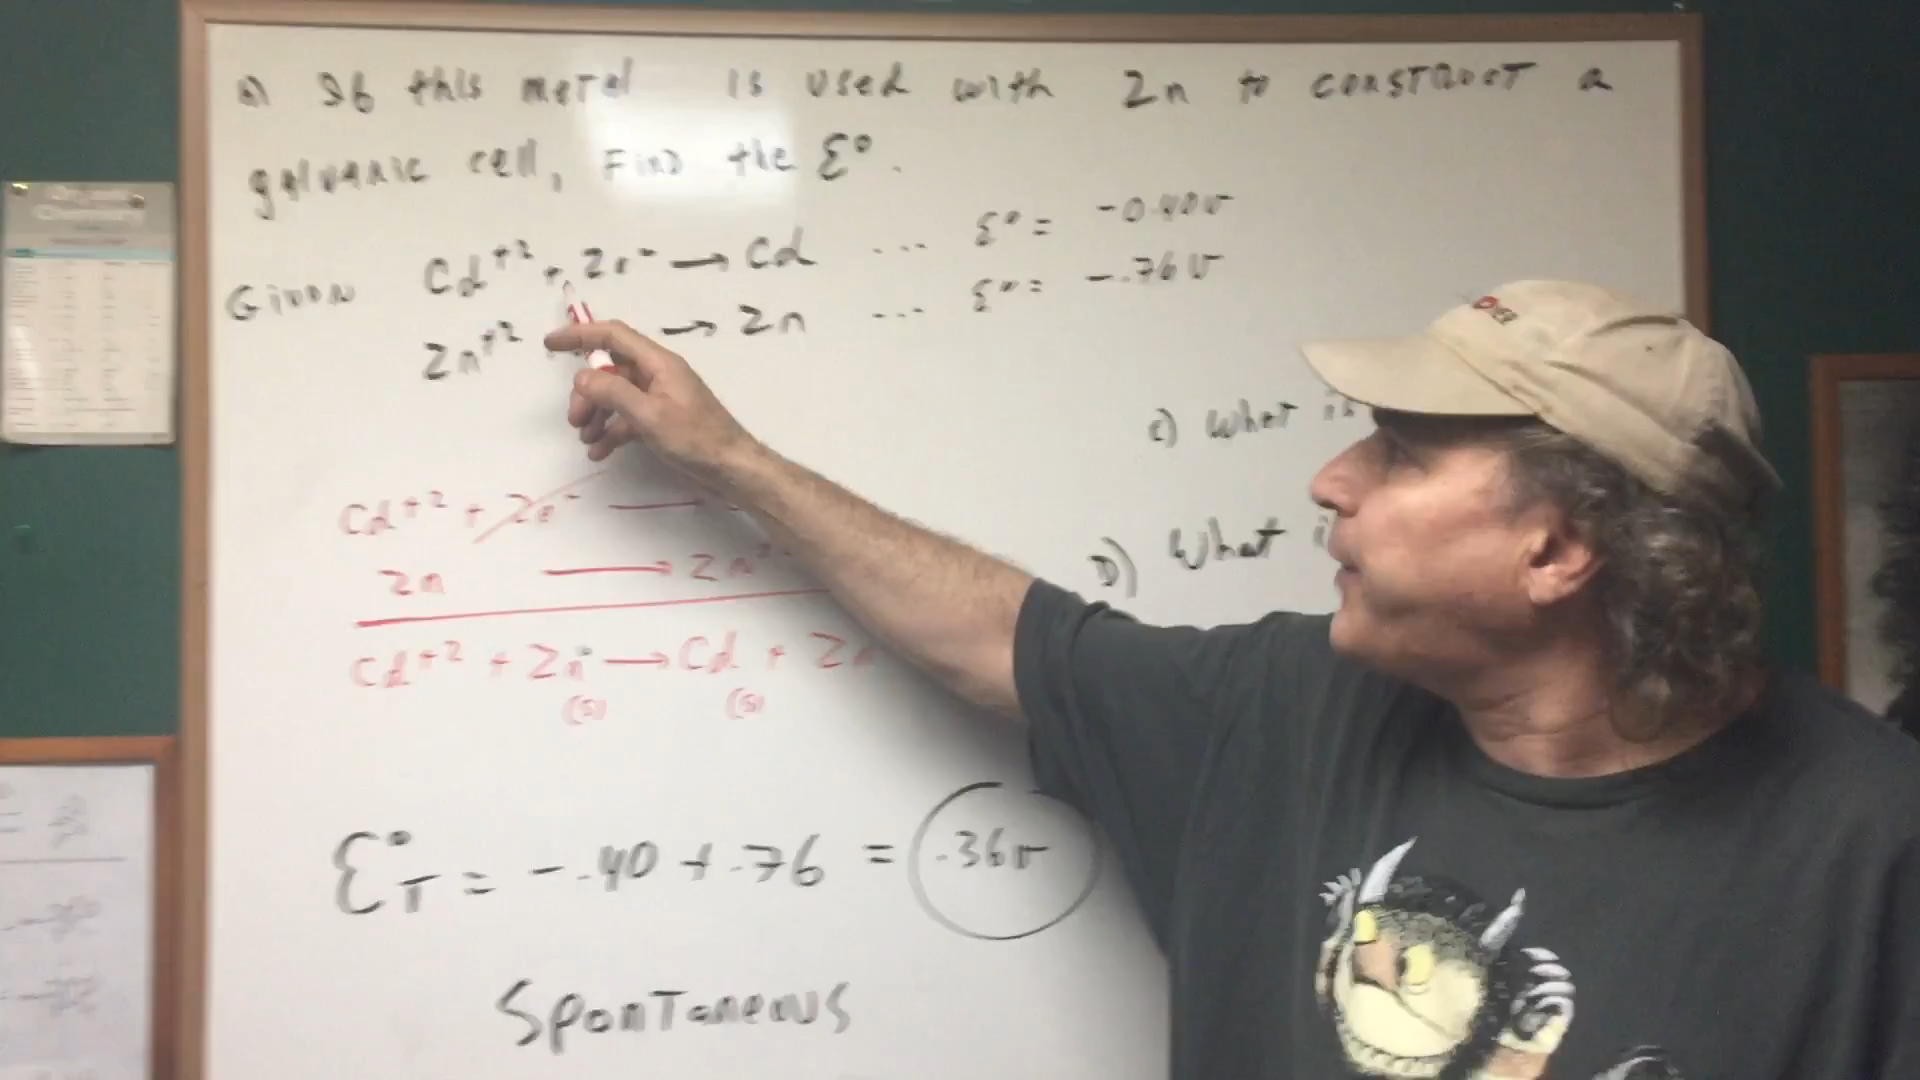 B) If this metal is used with Zn to construct a
galvanic cell, Find the Ɛ°.
Given Cd⁺² + 2e⁻ → Cd ... Ɛ° = -0.40v
Zn⁺² → Zn ... Ɛ° = -.76v
c) What is
D) What i
Cd⁺² + 2e⁻ →
Zn → Zn²
Cd⁺² + Zn° → Cd + Zn
(s) (s)
Ɛ°T = -.40 + .76 = .36v
Spontaneous